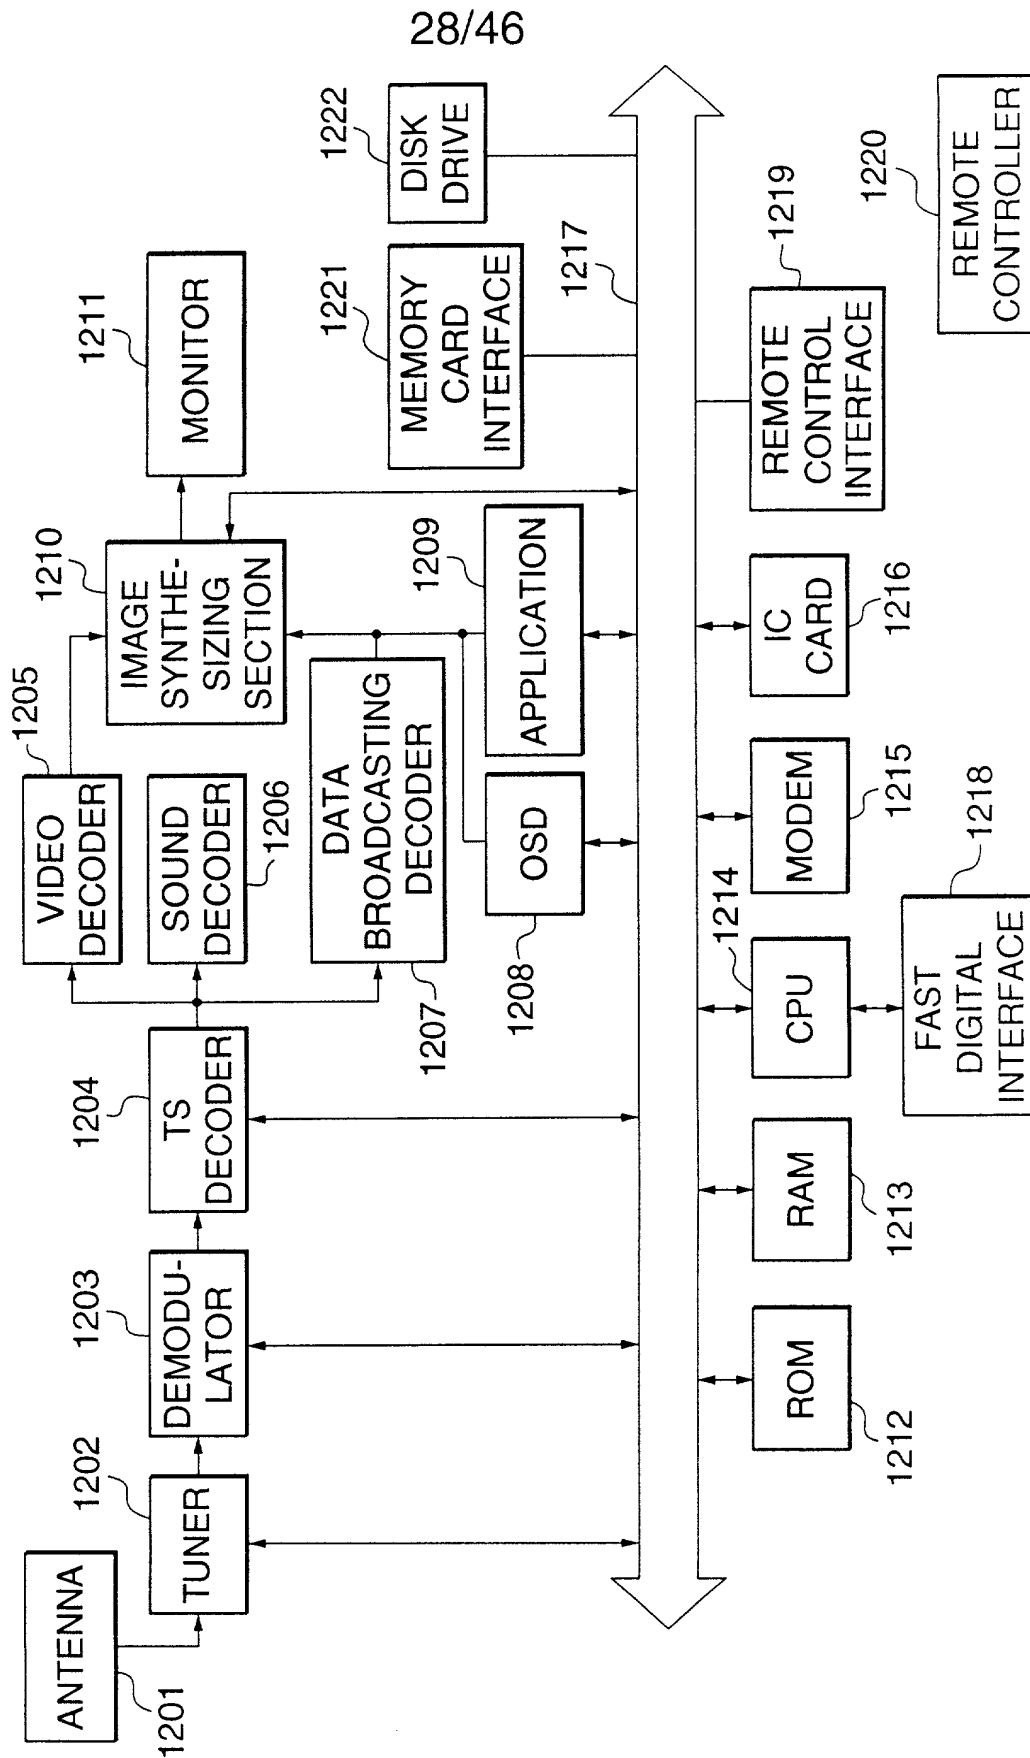 28/46
ANTENNA
1201
TUNER
1202
DEMODU-
LATOR
1203
TS
DECODER
1204
VIDEO
DECODER
1205
SOUND
DECODER
1206
DATA
BROADCASTING
DECODER
1207
OSD
1208
APPLICATION
1209
IMAGE
SYNTHE-
SIZING
SECTION
1210
MONITOR
1211
MEMORY
CARD
INTERFACE
1221
DISK
DRIVE
1222
1217
ROM
1212
RAM
1213
CPU
1214
FAST
DIGITAL
INTERFACE
1218
MODEM
1215
IC
CARD
1216
REMOTE
CONTROL
INTERFACE
1219
REMOTE
CONTROLLER
1220